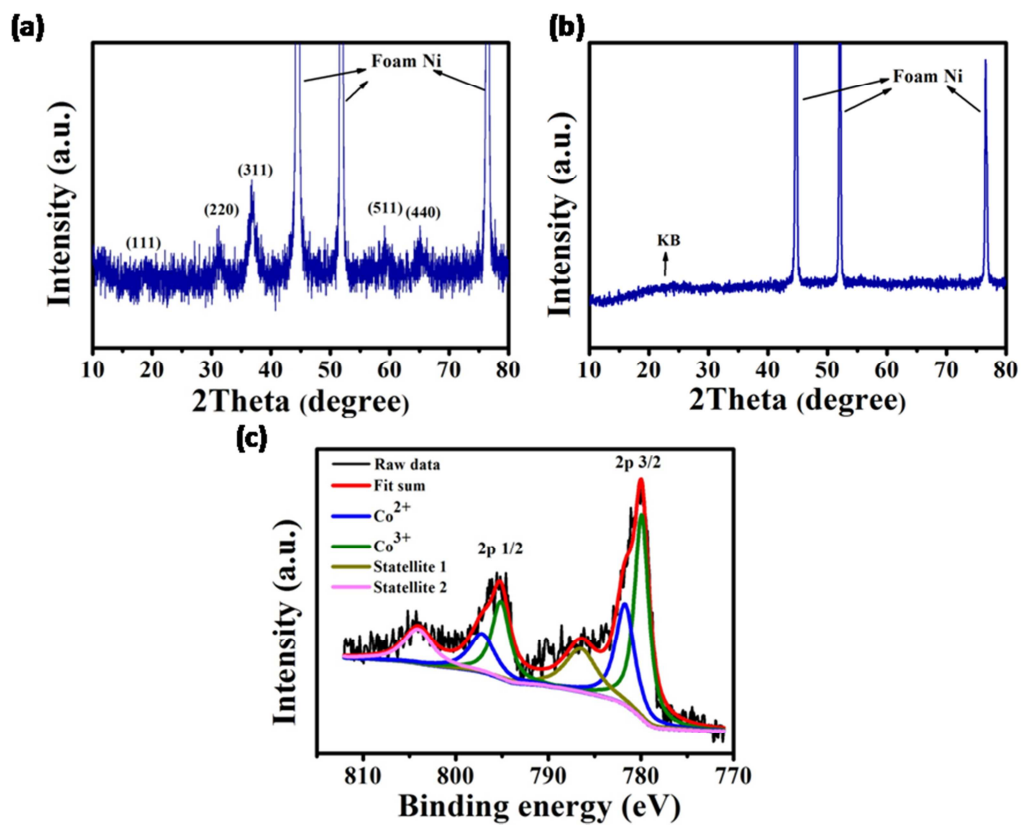 (a)
Foam Ni
(311)
(220)
(511)
(440)
(111)
Intensity (a.u.)
10 20 30 40 50 60 70 80
2Theta (degree)
(b)
Foam Ni
KB
Intensity (a.u.)
10 20 30 40 50 60 70 80
2Theta (degree)
(c)
Raw data
Fit sum
Co2+
Co3+
Statellite 1
Statellite 2
2p 1/2
2p 3/2
Intensity (a.u.)
810 800 790 780 770
Binding energy (eV)